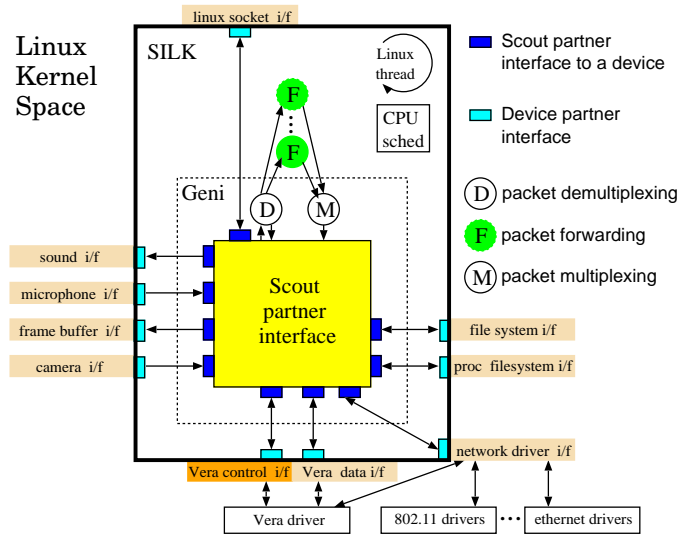 linux socket i/f
Linux
Kernel
Space
SILK
Linux
thread
CPU
sched
Scout partner
interface to a device
Device partner
interface
F
F
Geni
D
M
D packet demultiplexing
F packet forwarding
M packet multiplexing
sound i/f
microphone i/f
frame buffer i/f
camera i/f
Scout
partner
interface
file system i/f
proc filesystem i/f
network driver i/f
Vera control i/f
Vera data i/f
Vera driver
802.11 drivers
ethernet drivers